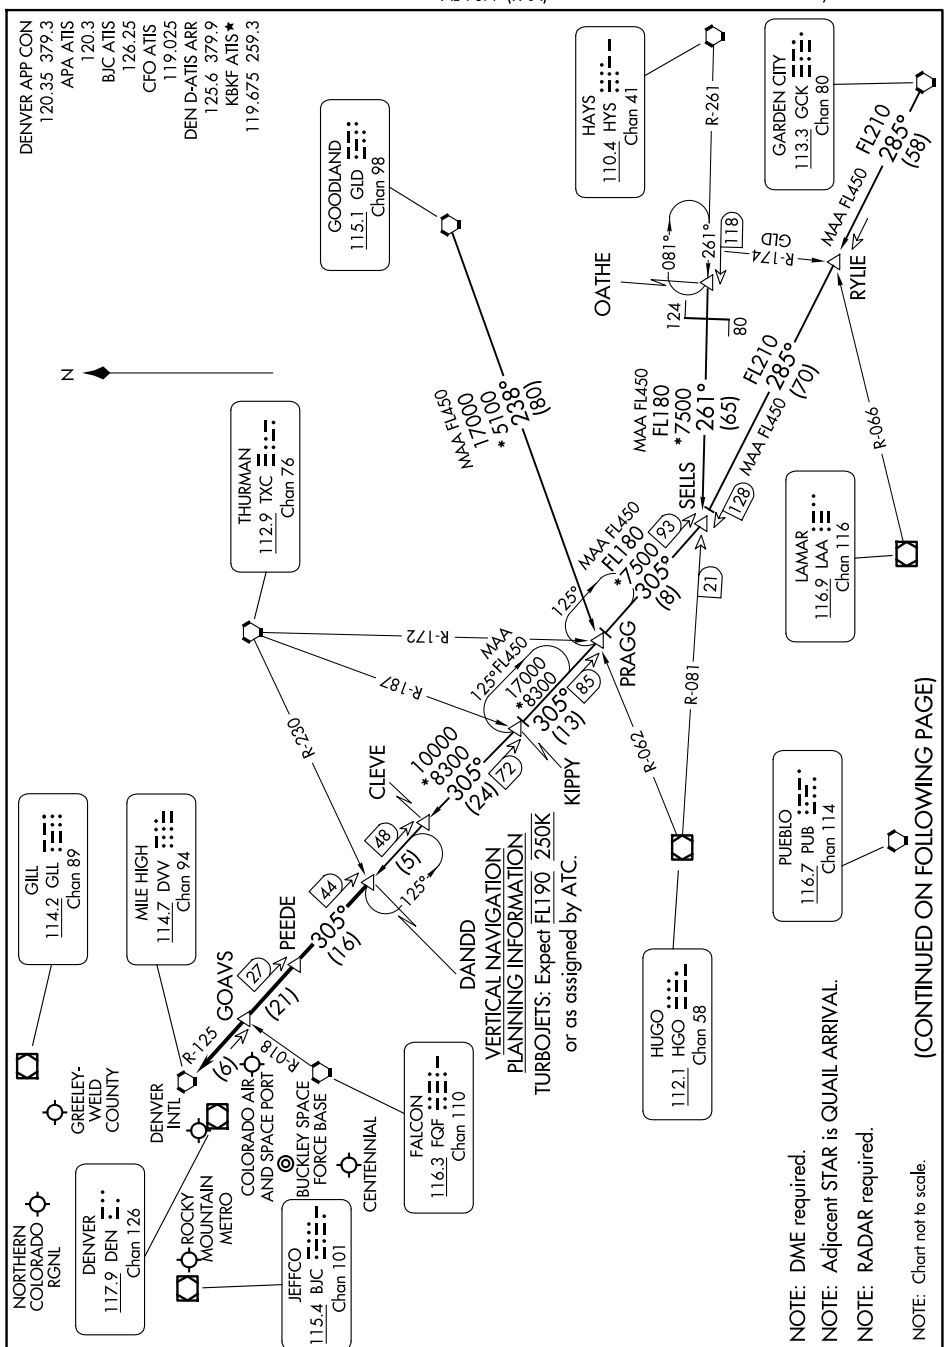 DENVER APP CON
120.35 379.3
APA ATIS
120.3
BJC ATIS
126.25
CFO ATIS
119.025
DEN D-ATIS ARR
125.6 379.9
KBKF ATIS★
119.675 259.3
GOODLAND
115.1 GLD
Chan 98
HAYS
110.4 HYS
Chan 41
R-261
GARDEN CITY
113.3 GCK
Chan 80
N
OATHE
081°
261°
118
R-174
GLD
124
80
MAA FL450
FL210
285°
(58)
RYLIE
THURMAN
112.9 TXC
Chan 76
MAA FL450
17000
*5100
238°
(80)
MAA FL450
FL180
*7500
261°
(65)
FL210
285°
MAA FL450
(70)
R-066
SELLS
128
93
LAMAR
116.9 LAA
Chan 116
MAA FL450
FL180
*7500
305°
(8)
125°
21
R-081
R-172
R-187
R-230
MAA
FL450
125°
17000
*8300
305°
(13)
85
PRAGG
R-062
10000
*8300
305°
(24)
72
KIPPY
CLEVE
48
(5)
125°
DANDD
44
305°
(16)
PEEDE
27
(21)
GOAVS
R-125
(6)
R-018
VERTICAL NAVIGATION
PLANNING INFORMATION
TURBOJETS: Expect FL190 250K
or as assigned by ATC.
GILL
114.2 GLL
Chan 89
MILE HIGH
114.7 DVV
Chan 94
PUEBLO
116.7 PUB
Chan 114
HUGO
112.1 HGO
Chan 58
GREELEY-
WELD
COUNTY
DENVER
INTL
COLORADO AIR
AND SPACE PORT
BUCKLEY SPACE
FORCE BASE
CENTENNIAL
FALCON
116.3 FQF
Chan 110
NORTHERN
COLORADO
RGNL
DENVER
117.9 DEN
Chan 126
ROCKY
MOUNTAIN
METRO
JEFFCO
115.4 BJC
Chan 101
NOTE: DME required.
NOTE: Adjacent STAR is QUAIL ARRIVAL.
NOTE: RADAR required.
NOTE: Chart not to scale.
(CONTINUED ON FOLLOWING PAGE)